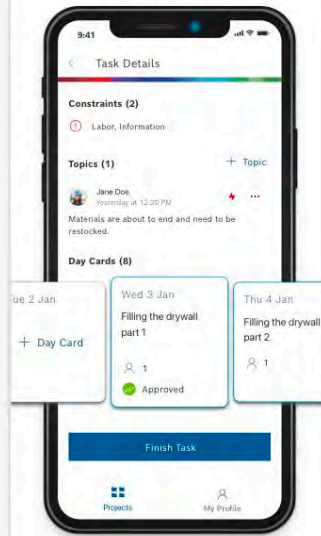 9:41
Task Details
Constraints (2)
Labor, Information
Topics (1)
+ Topic
Jane Doe
Yesterday at 12:20 PM
Materials are about to end and need to be
restocked.
Day Cards (8)
ue 2 Jan
+ Day Card
Wed 3 Jan
Filling the drywall
part 1
1
Approved
Thu 4 Jan
Filling the drywall
part 2
1
Finish Task
Projects
My Profile